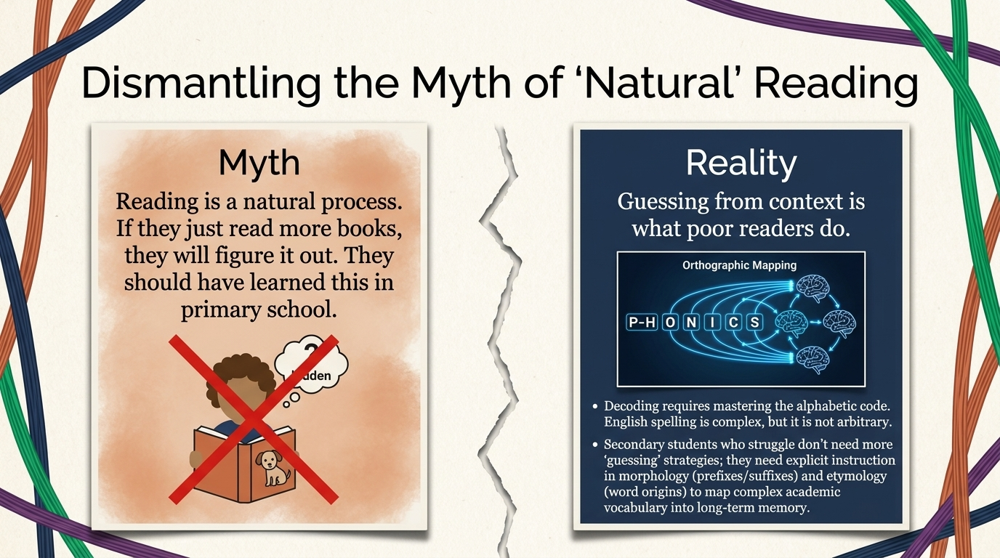 Dismantling the Myth of ‘Natural’ Reading
Myth
Reading is a natural process.
If they just read more books,
they will figure it out. They
should have learned this in
primary school.
?
Reality
Guessing from context is
what poor readers do.
Orthographic Mapping
P-H O N I C S
• Decoding requires mastering the alphabetic code.
English spelling is complex, but it is not arbitrary.
• Secondary students who struggle don’t need more
‘guessing’ strategies; they need explicit instruction
in morphology (prefixes/suffixes) and etymology
(word origins) to map complex academic
vocabulary into long-term memory.